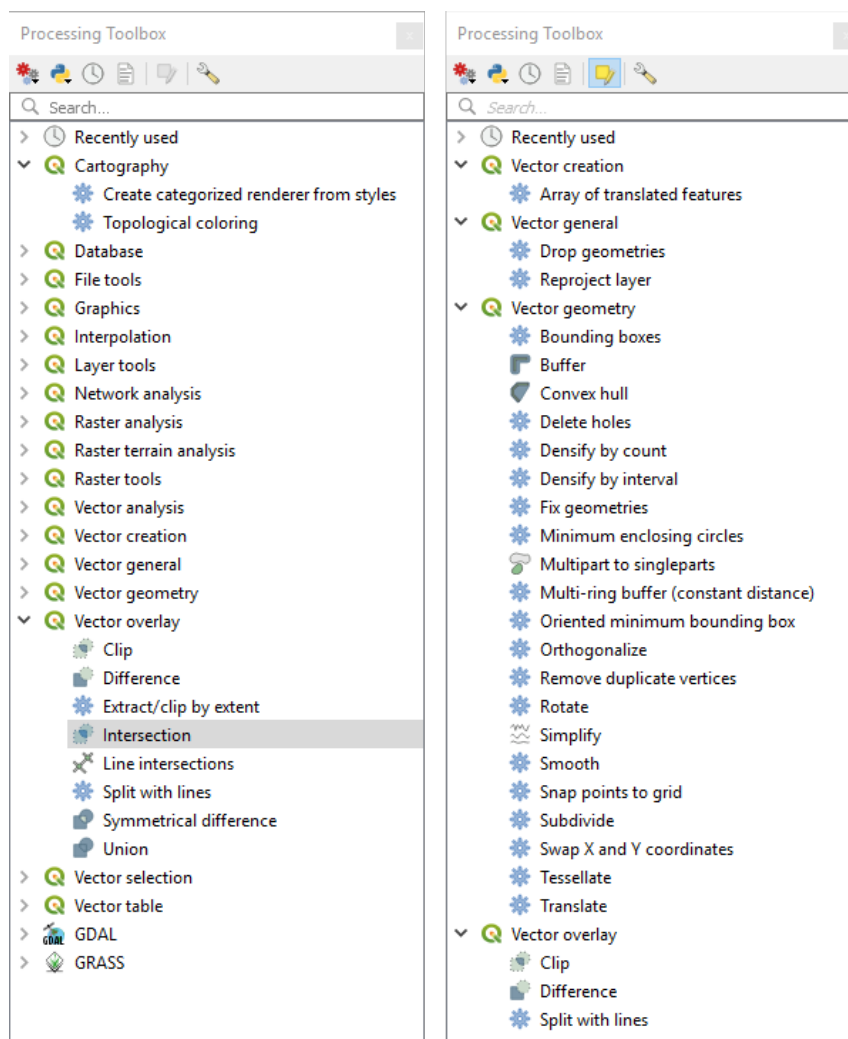 Processing Toolbox
Search...
Recently used
Cartography
Create categorized renderer from styles
Topological coloring
Database
File tools
Graphics
Interpolation
Layer tools
Network analysis
Raster analysis
Raster terrain analysis
Raster tools
Vector analysis
Vector creation
Vector general
Vector geometry
Vector overlay
Clip
Difference
Extract/clip by extent
Intersection
Line intersections
Split with lines
Symmetrical difference
Union
Vector selection
Vector table
GDAL
GDAL
GRASS
Processing Toolbox
Search...
Recently used
Vector creation
Array of translated features
Vector general
Drop geometries
Reproject layer
Vector geometry
Bounding boxes
Buffer
Convex hull
Delete holes
Densify by count
Densify by interval
Fix geometries
Minimum enclosing circles
Multipart to singleparts
Multi-ring buffer (constant distance)
Oriented minimum bounding box
Orthogonalize
Remove duplicate vertices
Rotate
Simplify
Smooth
Snap points to grid
Subdivide
Swap X and Y coordinates
Tessellate
Translate
Vector overlay
Clip
Difference
Split with lines